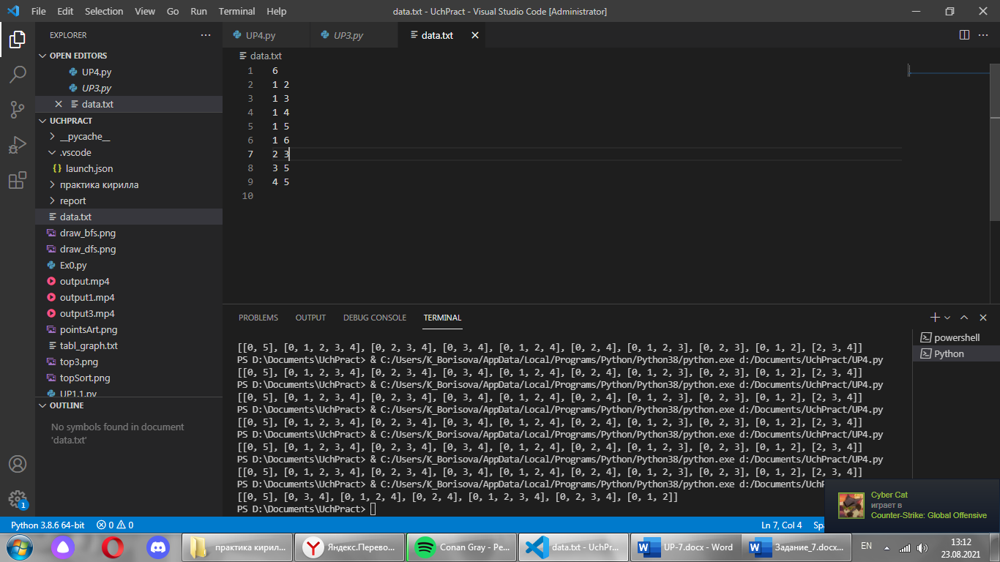 File Edit Selection View Go Run Terminal Help data.txt - UchPract - Visual Studio Code [Administrator]
EXPLORER
OPEN EDITORS
UP4.py
UP3.py
data.txt
UCHPRACT
__pycache__
.vscode
launch.json
практика кирилла
report
data.txt
draw_bfs.png
draw_dfs.png
Ex0.py
output.mp4
output1.mp4
output3.mp4
pointsArt.png
tabl_graph.txt
top3.png
topSort.png
UP1.1.py
OUTLINE
No symbols found in document
'data.txt'
UP4.py UP3.py data.txt
data.txt
1 6
2 1 2
3 1 3
4 1 4
5 1 5
6 1 6
7 2 3
8 3 5
9 4 5
10
PROBLEMS OUTPUT DEBUG CONSOLE TERMINAL
powershell
Python
[[0, 5], [0, 1, 2, 3, 4], [0, 2, 3, 4], [0, 3, 4], [0, 1, 2, 4], [0, 2, 4], [0, 1, 2, 3], [0, 2, 3], [0, 1, 2], [2, 3, 4]]
PS D:\Documents\UchPract> & C:/Users/K_Borisova/AppData/Local/Programs/Python/Python38/python.exe d:/Documents/UchPract/UP4.py
[[0, 5], [0, 1, 2, 3, 4], [0, 2, 3, 4], [0, 3, 4], [0, 1, 2, 4], [0, 2, 4], [0, 1, 2, 3], [0, 2, 3], [0, 1, 2], [2, 3, 4]]
PS D:\Documents\UchPract> & C:/Users/K_Borisova/AppData/Local/Programs/Python/Python38/python.exe d:/Documents/UchPract/UP4.py
[[0, 5], [0, 1, 2, 3, 4], [0, 2, 3, 4], [0, 3, 4], [0, 1, 2, 4], [0, 2, 4], [0, 1, 2, 3], [0, 2, 3], [0, 1, 2], [2, 3, 4]]
PS D:\Documents\UchPract> & C:/Users/K_Borisova/AppData/Local/Programs/Python/Python38/python.exe d:/Documents/UchPract/UP4.py
[[0, 5], [0, 1, 2, 3, 4], [0, 2, 3, 4], [0, 3, 4], [0, 1, 2, 4], [0, 2, 4], [0, 1, 2, 3], [0, 2, 3], [0, 1, 2], [2, 3, 4]]
PS D:\Documents\UchPract> & C:/Users/K_Borisova/AppData/Local/Programs/Python/Python38/python.exe d:/Documents/UchPract/UP4.py
[[0, 5], [0, 1, 2, 3, 4], [0, 2, 3, 4], [0, 3, 4], [0, 1, 2, 4], [0, 2, 4], [0, 1, 2, 3], [0, 2, 3], [0, 1, 2], [2, 3, 4]]
PS D:\Documents\UchPract> & C:/Users/K_Borisova/AppData/Local/Programs/Python/Python38/python.exe d:/Documents/UchPract/UP4.py
[[0, 5], [0, 1, 2, 3, 4], [0, 2, 3, 4], [0, 3, 4], [0, 1, 2, 4], [0, 2, 4], [0, 1, 2, 3], [0, 2, 3], [0, 1, 2], [2, 3, 4]]
PS D:\Documents\UchPract> & C:/Users/K_Borisova/AppData/Local/Programs/Python/Python38/python.exe d:/Documents/UchP
[[0, 5], [0, 3, 4], [0, 1, 2, 4], [0, 2, 4], [0, 1, 2, 3, 4], [0, 2, 3, 4], [0, 1, 2]]
PS D:\Documents\UchPract>
Cyber Cat
играет в
Counter-Strike: Global Offensive
1
Python 3.8.6 64-bit 0 0 Ln 7, Col 4 Spa
практика кирил... Яндекс.Перево... Conan Gray - Pe... data.txt - UchPr... UP-7.docx - Word Задание_7.docx... EN 13:12
23.08.2021